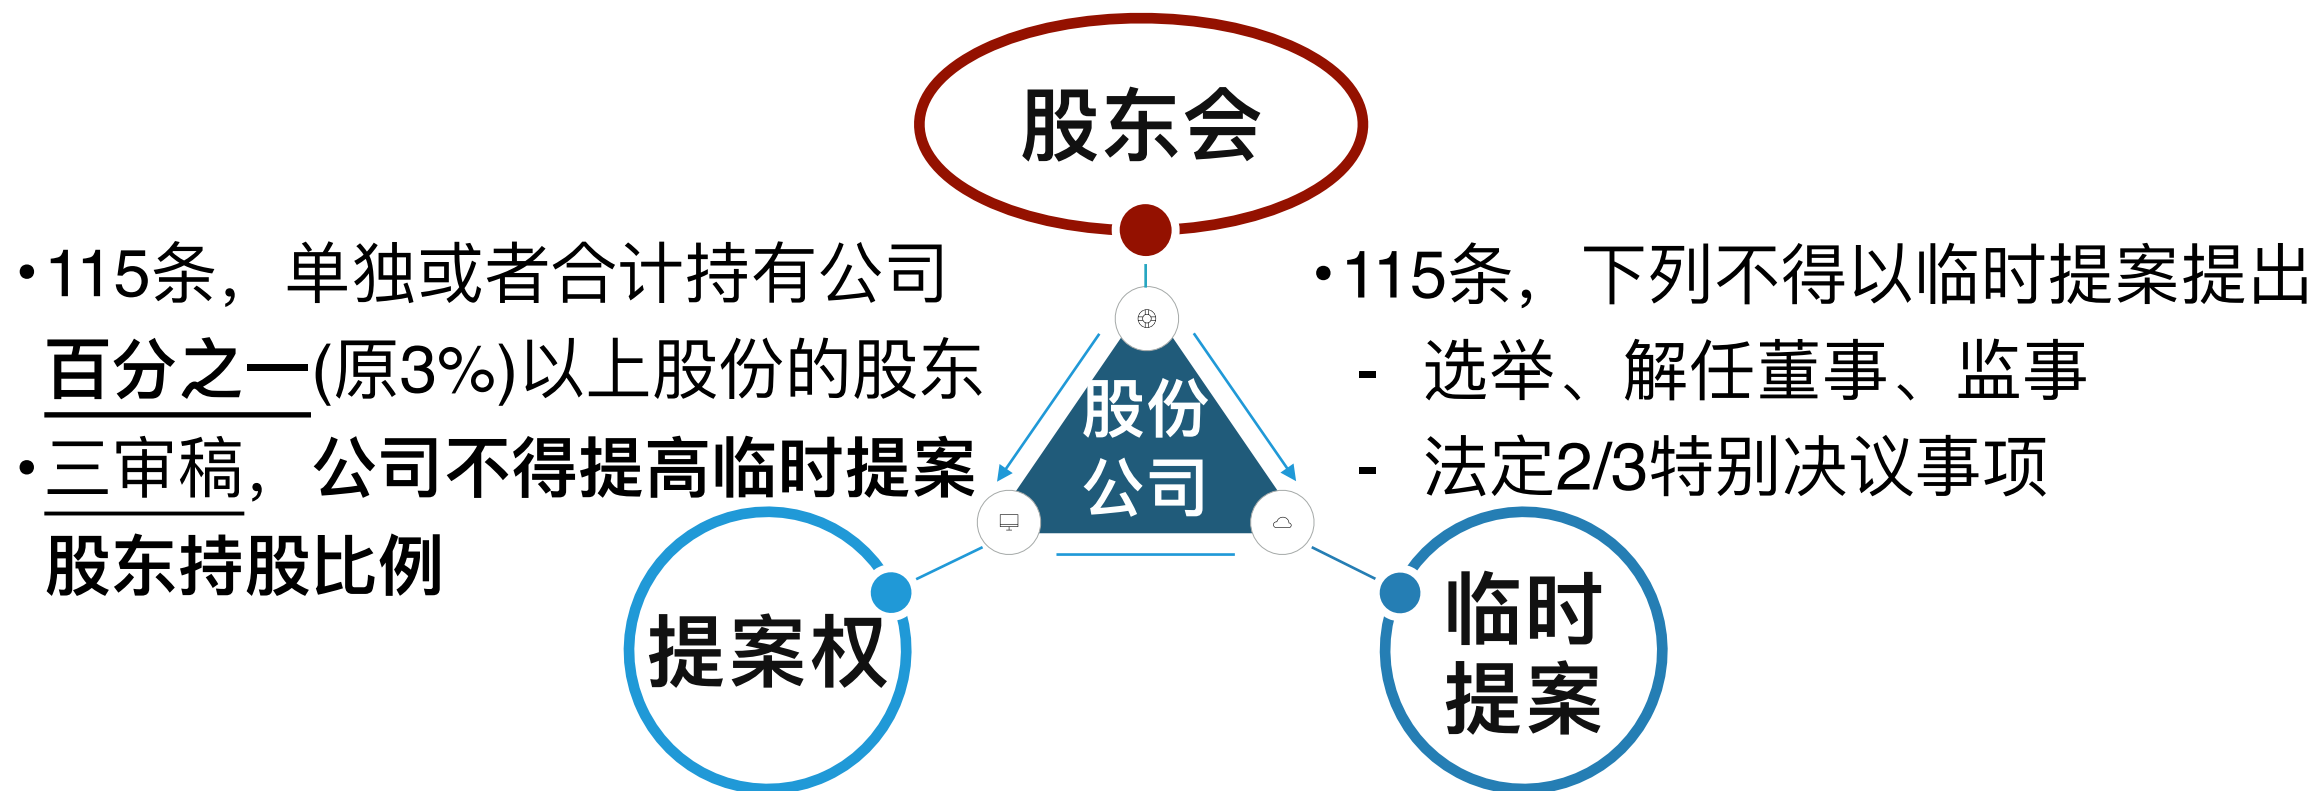 股东会
•115条，单独或者合计持有公司
百分之一(原3%)以上股份的股东
•三审稿，公司不得提高临时提案
股东持股比例
•115条，下列不得以临时提案提出
- 选举、解任董事、监事
- 法定2/3特别决议事项
股份
公司
提案权
临时
提案